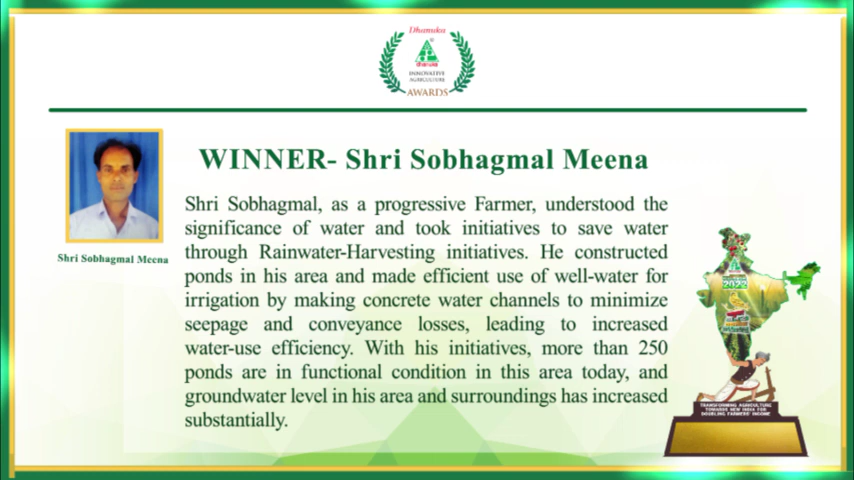 Dhanuka
dhanuka
INNOVATIVE
AGRICULTURE
AWARDS
WINNER- Shri Sobhagmal Meena
Shri Sobhagmal, as a progressive Farmer, understood the
significance of water and took initiatives to save water
through Rainwater-Harvesting initiatives. He constructed
ponds in his area and made efficient use of well-water for
irrigation by making concrete water channels to minimize
seepage and conveyance losses, leading to increased
water-use efficiency. With his initiatives, more than 250
ponds are in functional condition in this area today, and
groundwater level in his area and surroundings has increased
substantially.
Shri Sobhagmal Meena
2022
TRANSFORMING AGRICULTURE
TOWARDS NEW INDIA FOR
DOUBLING FARMERS' INCOME